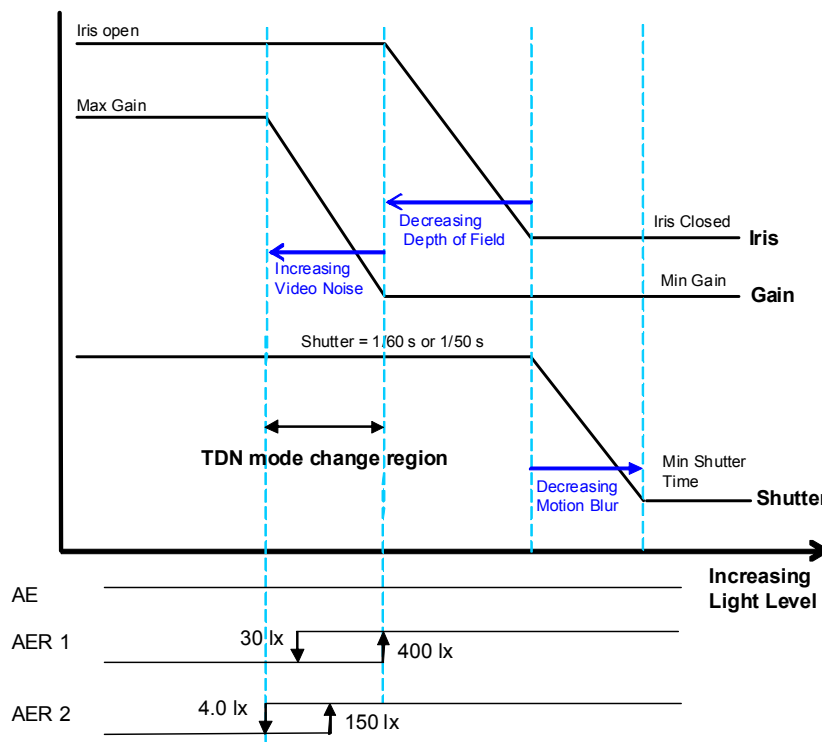 Iris open
Max Gain
Decreasing
Depth of Field
Iris Closed
Iris
Increasing
Video Noise
Min Gain
Gain
Shutter = 1/60 s or 1/50 s
TDN mode change region
Min Shutter
Time
Decreasing
Motion Blur
Shutter
Increasing
Light Level
AE
AER 1
30 lx
400 lx
AER 2
4.0 lx
150 lx